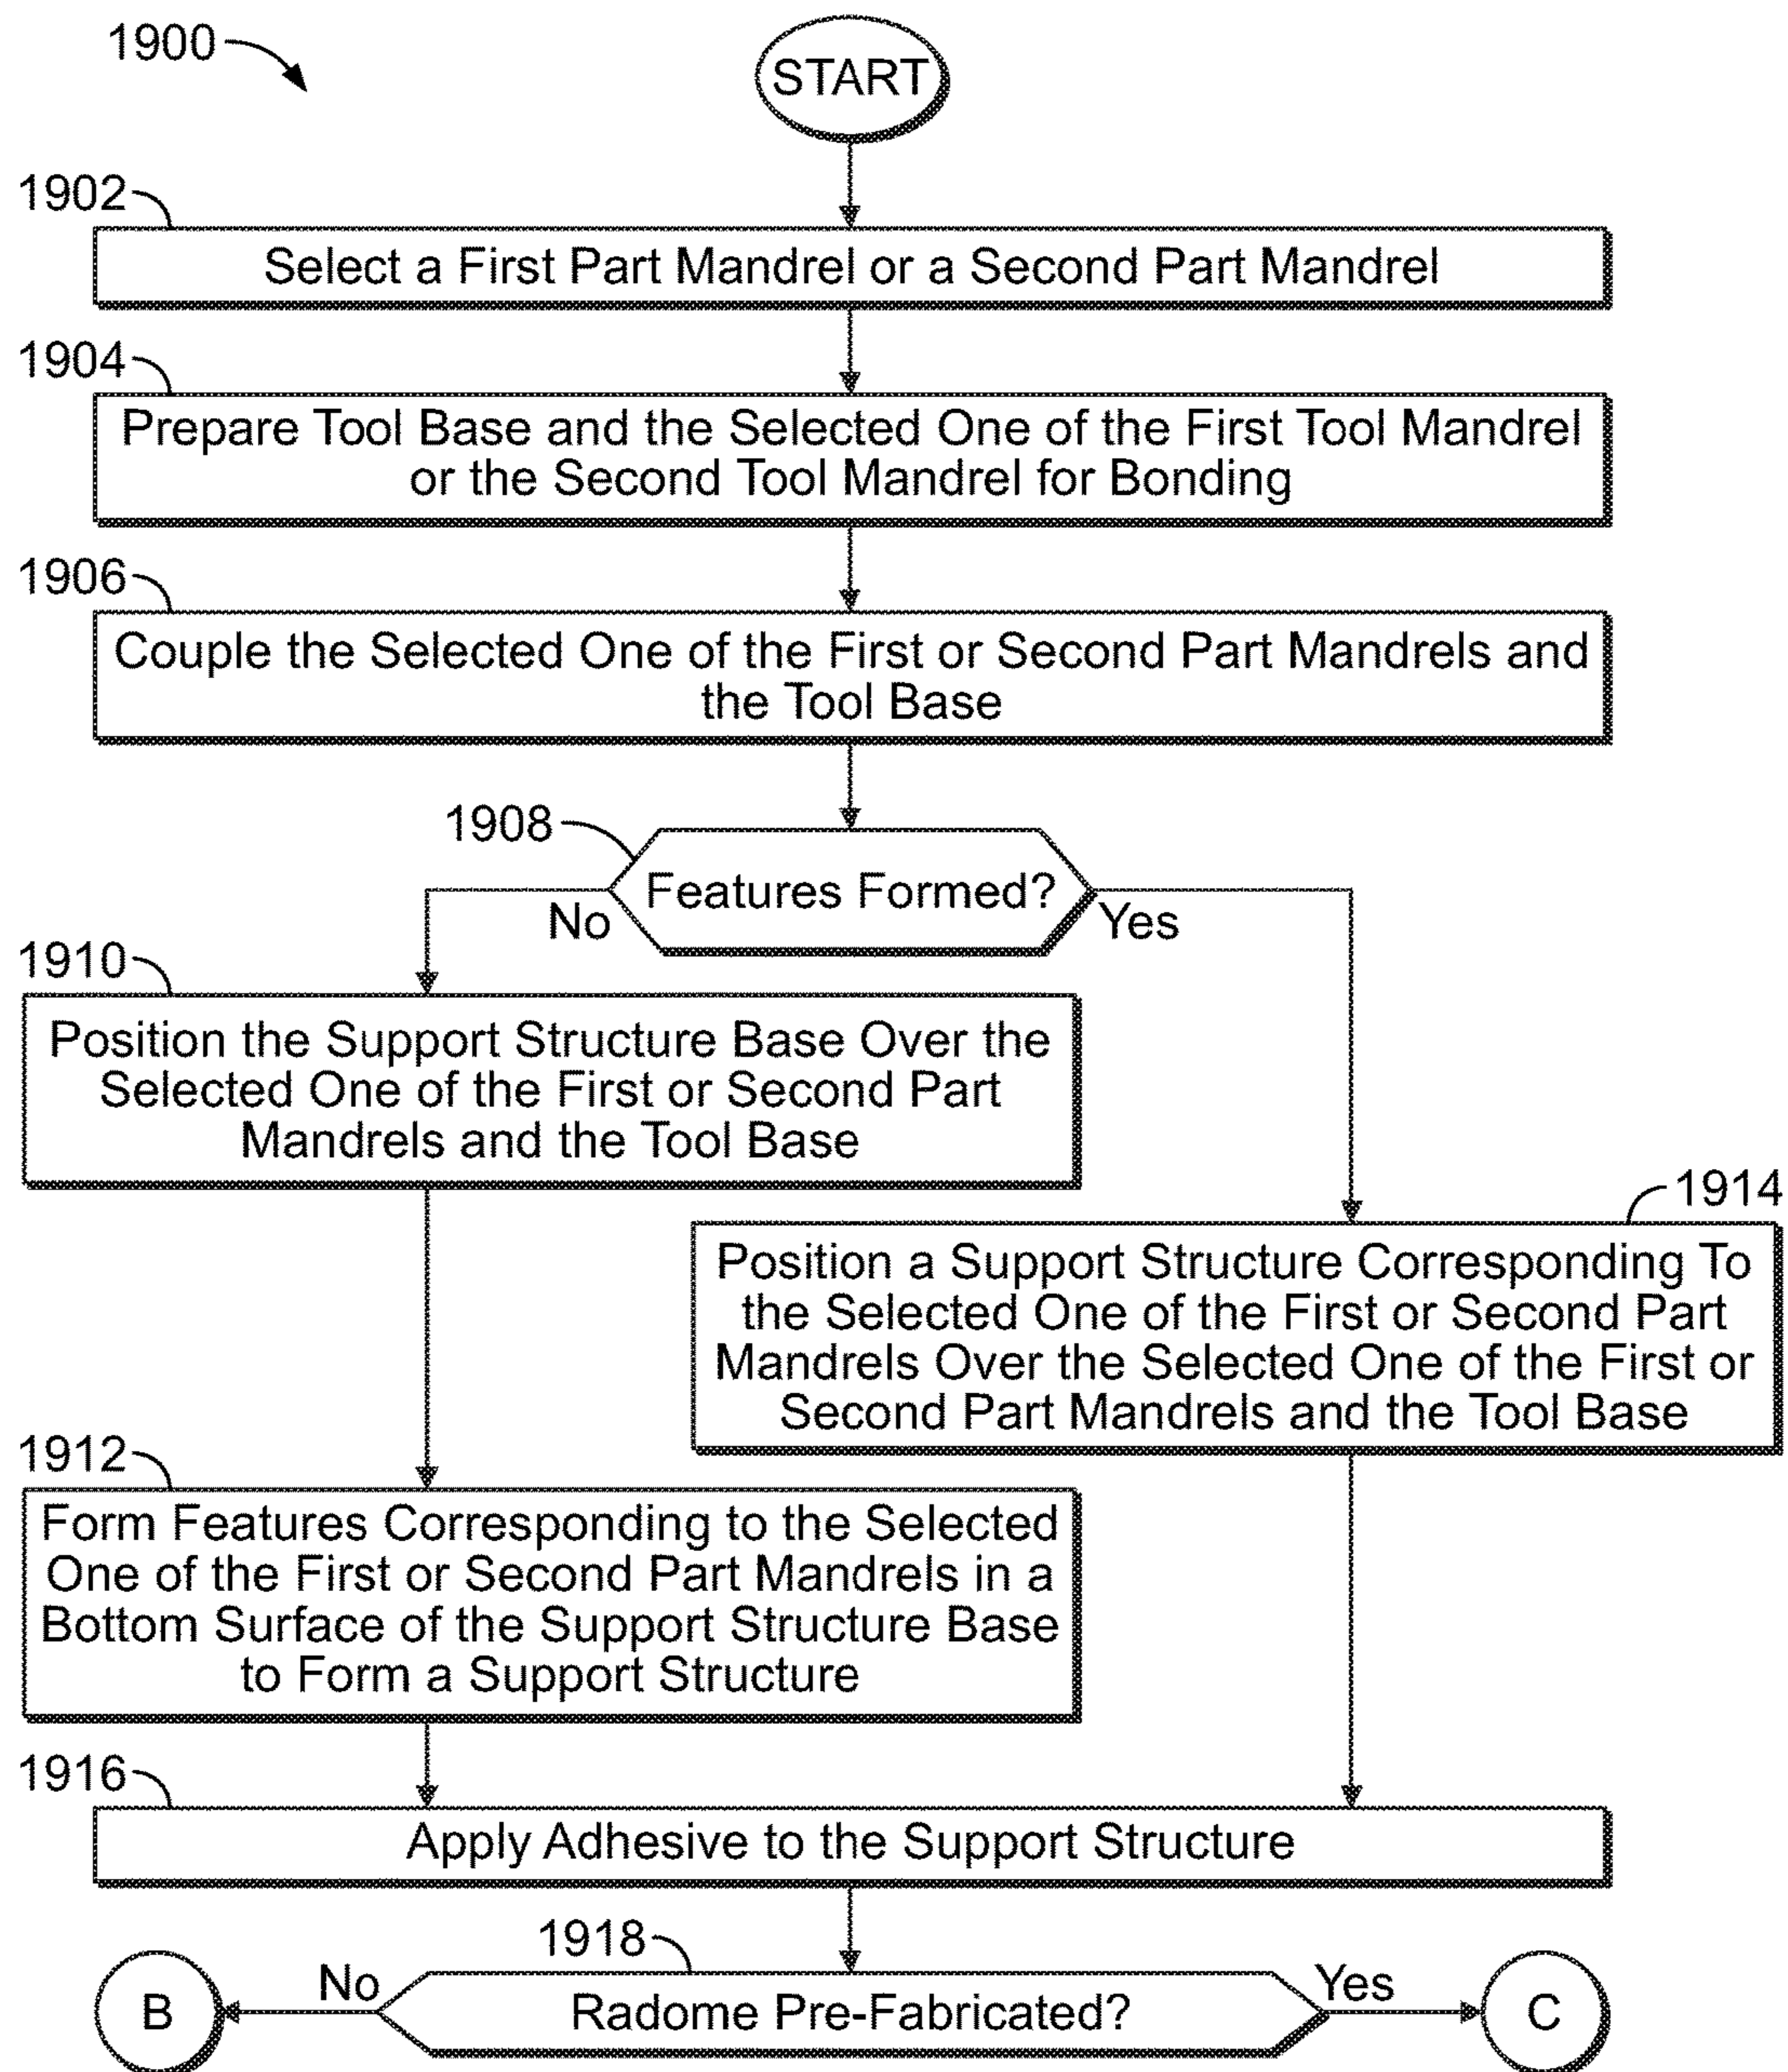 1900
START
1902
Select a First Part Mandrel or a Second Part Mandrel
1904
Prepare Tool Base and the Selected One of the First Tool Mandrel
or the Second Tool Mandrel for Bonding
1906
Couple the Selected One of the First or Second Part Mandrels and
the Tool Base
1908
Features Formed?
No
Yes
1910
Position the Support Structure Base Over the
Selected One of the First or Second Part
Mandrels and the Tool Base
1914
Position a Support Structure Corresponding To
the Selected One of the First or Second Part
Mandrels Over the Selected One of the First or
Second Part Mandrels and the Tool Base
1912
Form Features Corresponding to the Selected
One of the First or Second Part Mandrels in a
Bottom Surface of the Support Structure Base
to Form a Support Structure
1916
Apply Adhesive to the Support Structure
1918
B
No
Radome Pre-Fabricated?
Yes
C